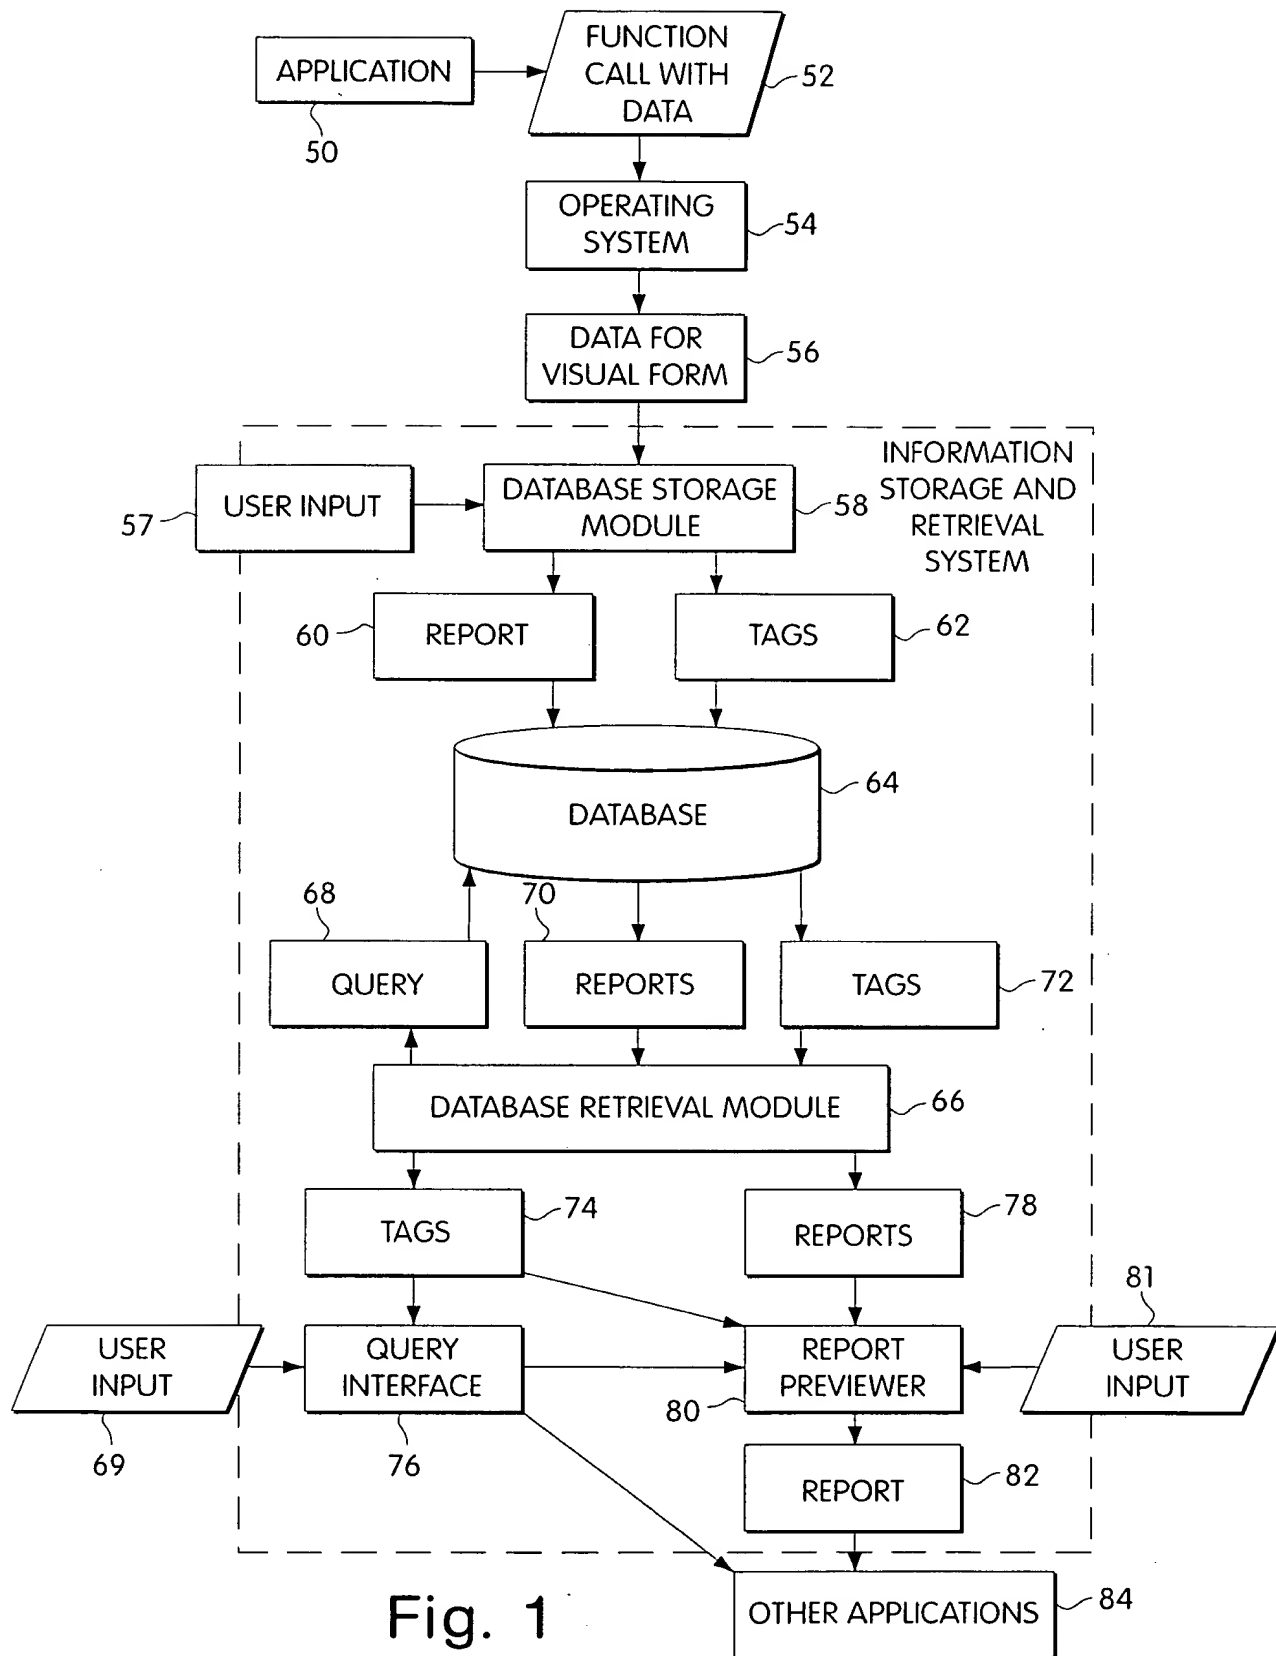 FUNCTION
CALL WITH
DATA
52
APPLICATION
50
OPERATING
SYSTEM
54
DATA FOR
VISUAL FORM
56
INFORMATION
STORAGE AND
RETRIEVAL
SYSTEM
USER INPUT
57
DATABASE STORAGE
MODULE
58
60
REPORT
TAGS
62
DATABASE
64
68
70
QUERY
REPORTS
TAGS
72
DATABASE RETRIEVAL MODULE
66
TAGS
74
REPORTS
78
81
USER
INPUT
69
QUERY
INTERFACE
76
REPORT
PREVIEWER
80
USER
INPUT
REPORT
82
OTHER APPLICATIONS
84
Fig. 1